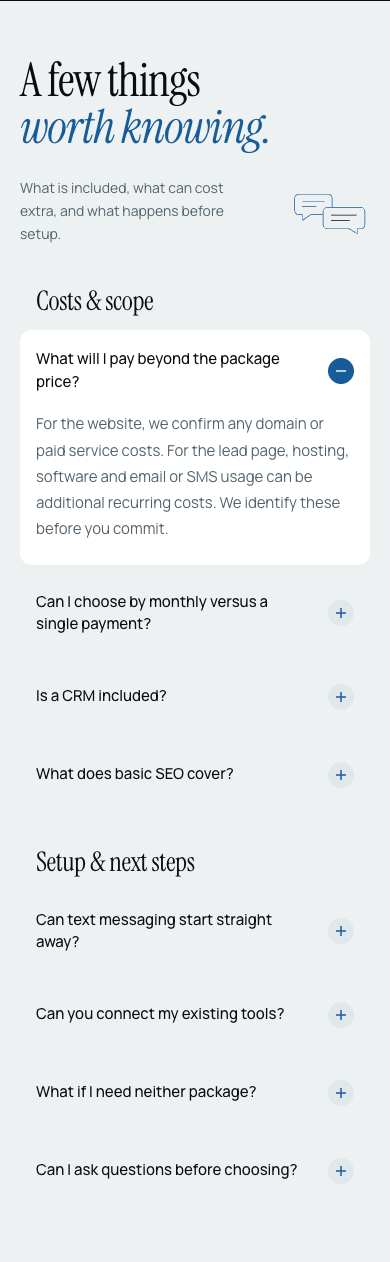 A few things
worth knowing.
What is included, what can cost
extra, and what happens before
setup.
Costs & scope
What will I pay beyond the package
price?
For the website, we confirm any domain or
paid service costs. For the lead page, hosting,
software and email or SMS usage can be
additional recurring costs. We identify these
before you commit.
Can I choose by monthly versus a
single payment?
Is a CRM included?
What does basic SEO cover?
Setup & next steps
Can text messaging start straight
away?
Can you connect my existing tools?
What if I need neither package?
Can I ask questions before choosing?